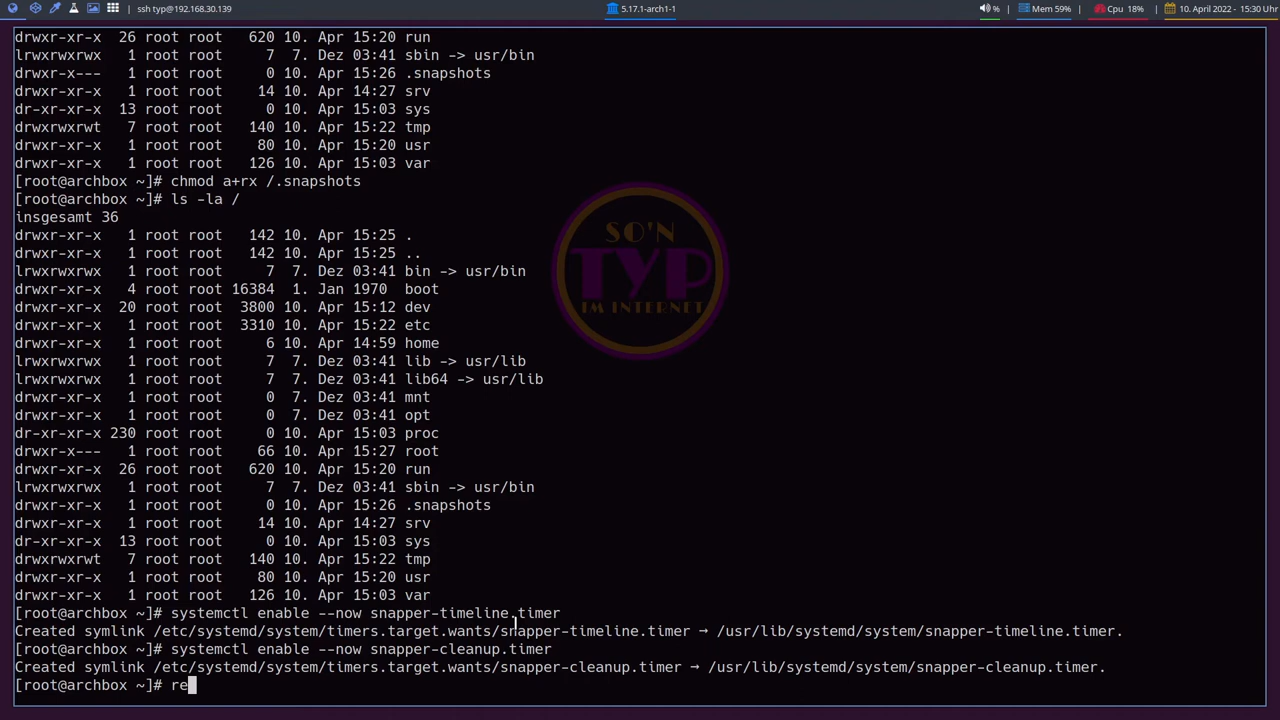 ssh typ@192.168.30.139 5.17.1-arch1-1 % Mem 59% Cpu 18% 10. April 2022 - 15:30 Uhr
drwxr-xr-x 26 root root 620 10. Apr 15:20 run
lrwxrwxrwx 1 root root 7 7. Dez 03:41 sbin -> usr/bin
drwxr-x--- 1 root root 0 10. Apr 15:26 .snapshots
drwxr-xr-x 1 root root 14 10. Apr 14:27 srv
dr-xr-xr-x 13 root root 0 10. Apr 15:03 sys
drwxrwxrwt 7 root root 140 10. Apr 15:22 tmp
drwxr-xr-x 1 root root 80 10. Apr 15:20 usr
drwxr-xr-x 1 root root 126 10. Apr 15:03 var
[root@archbox ~]# chmod a+rx /.snapshots
[root@archbox ~]# ls -la /
insgesamt 36
drwxr-xr-x 1 root root 142 10. Apr 15:25 .
drwxr-xr-x 1 root root 142 10. Apr 15:25 ..
lrwxrwxrwx 1 root root 7 7. Dez 03:41 bin -> usr/bin
drwxr-xr-x 4 root root 16384 1. Jan 1970 boot
drwxr-xr-x 20 root root 3800 10. Apr 15:12 dev
drwxr-xr-x 1 root root 3310 10. Apr 15:22 etc
drwxr-xr-x 1 root root 6 10. Apr 14:59 home
lrwxrwxrwx 1 root root 7 7. Dez 03:41 lib -> usr/lib
lrwxrwxrwx 1 root root 7 7. Dez 03:41 lib64 -> usr/lib
drwxr-xr-x 1 root root 0 7. Dez 03:41 mnt
drwxr-xr-x 1 root root 0 7. Dez 03:41 opt
dr-xr-xr-x 230 root root 0 10. Apr 15:03 proc
drwxr-x--- 1 root root 66 10. Apr 15:27 root
drwxr-xr-x 26 root root 620 10. Apr 15:20 run
lrwxrwxrwx 1 root root 7 7. Dez 03:41 sbin -> usr/bin
drwxr-xr-x 1 root root 0 10. Apr 15:26 .snapshots
drwxr-xr-x 1 root root 14 10. Apr 14:27 srv
dr-xr-xr-x 13 root root 0 10. Apr 15:03 sys
drwxrwxrwt 7 root root 140 10. Apr 15:22 tmp
drwxr-xr-x 1 root root 80 10. Apr 15:20 usr
drwxr-xr-x 1 root root 126 10. Apr 15:03 var
[root@archbox ~]# systemctl enable --now snapper-timeline.timer
Created symlink /etc/systemd/system/timers.target.wants/snapper-timeline.timer → /usr/lib/systemd/system/snapper-timeline.timer.
[root@archbox ~]# systemctl enable --now snapper-cleanup.timer
Created symlink /etc/systemd/system/timers.target.wants/snapper-cleanup.timer → /usr/lib/systemd/system/snapper-cleanup.timer.
[root@archbox ~]# re
SO'N
TYP
IM INTERNET